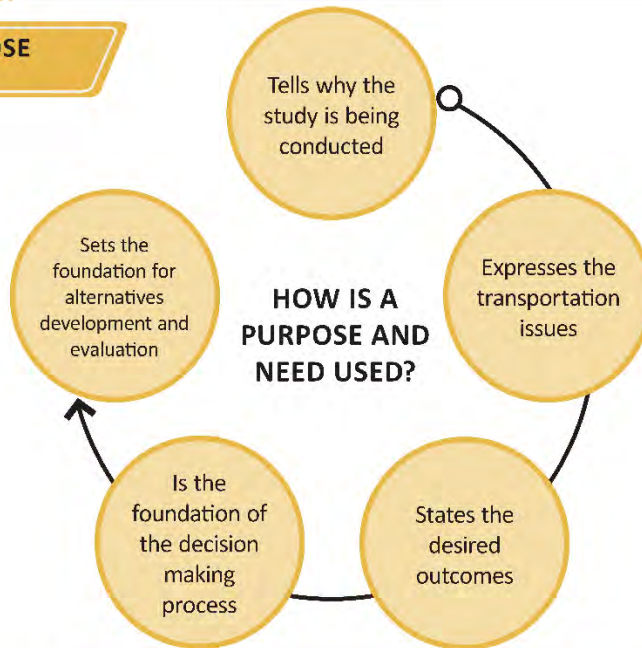 Tells why the
study is being
conducted
Expresses the
transportation
issues
States the
desired
outcomes
Is the
foundation of
the decision
making
process
Sets the
foundation for
alternatives
development and
evaluation
HOW IS A
PURPOSE AND
NEED USED?